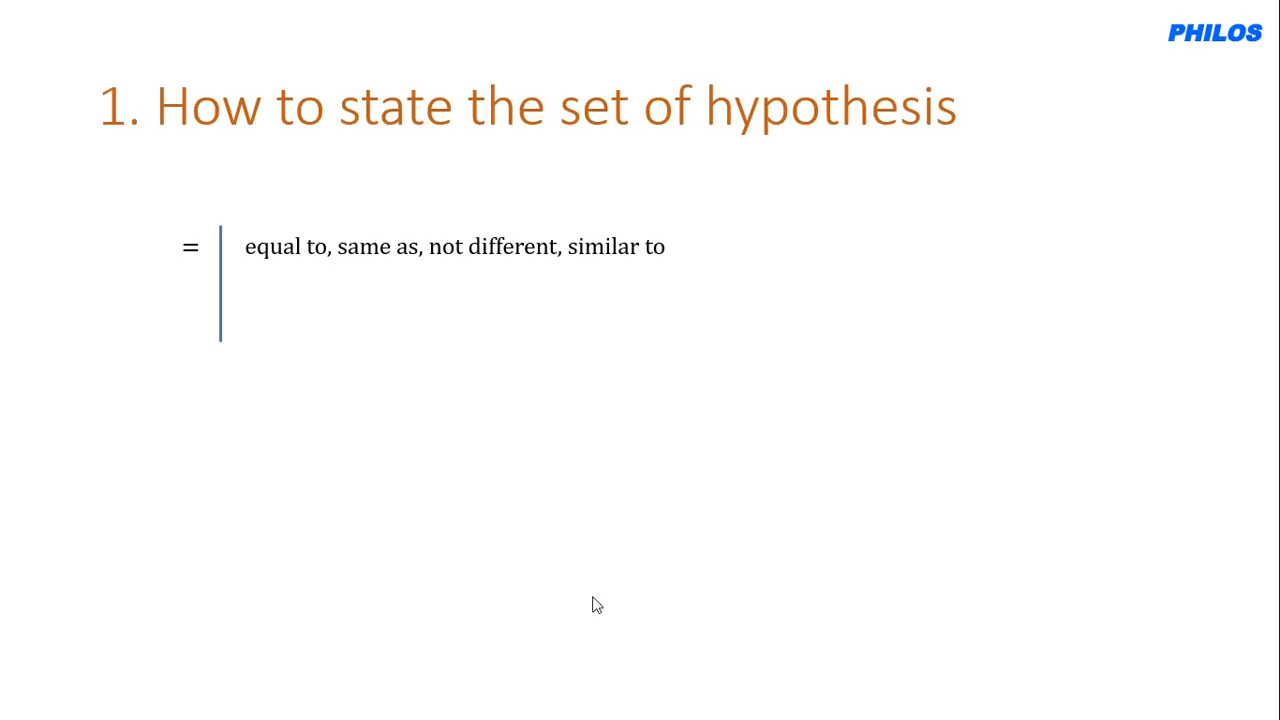 PHILOS
1. How to state the set of hypothesis
= equal to, same as, not different, similar to